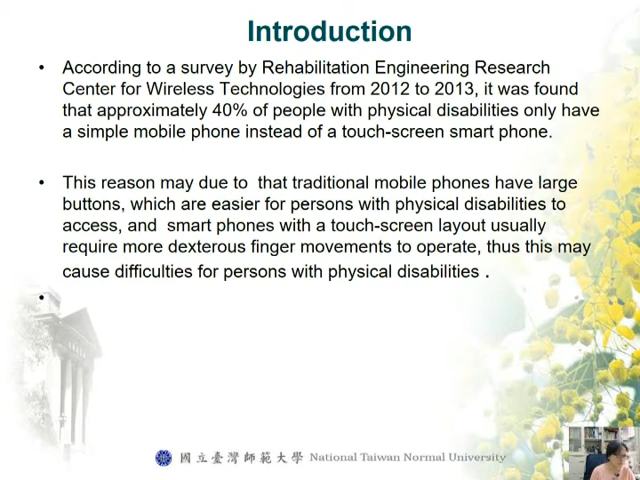 Introduction
• According to a survey by Rehabilitation Engineering Research
Center for Wireless Technologies from 2012 to 2013, it was found
that approximately 40% of people with physical disabilities only have
a simple mobile phone instead of a touch-screen smart phone.
• This reason may due to that traditional mobile phones have large
buttons, which are easier for persons with physical disabilities to
access, and smart phones with a touch-screen layout usually
require more dexterous finger movements to operate, thus this may
cause difficulties for persons with physical disabilities .
•
國立臺灣師範大學 National Taiwan Normal University